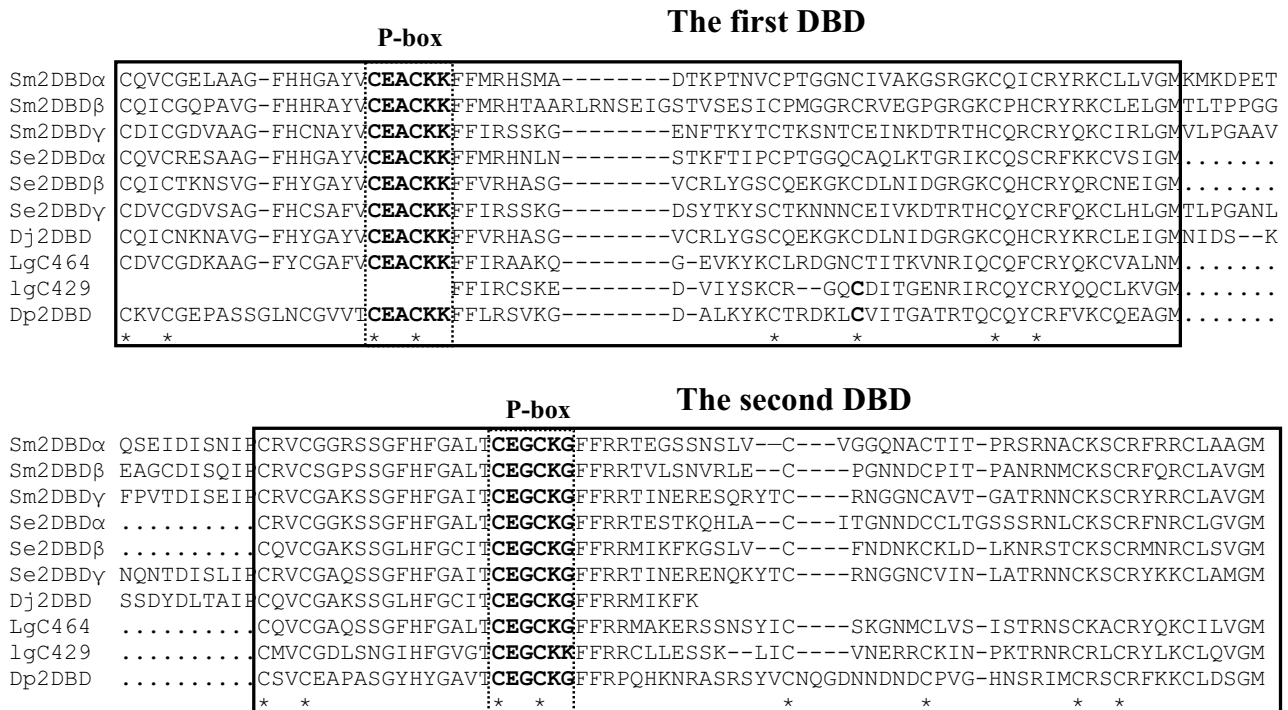 The first DBD
P-box
Sm2DBDα CQVCGELAAG-FHHGAYVCEACKKFFMRHSMA--------DTKPTNVCPTGGNCIVAKGSRGKCQICRYRKCLLVGMKMKDPET
Sm2DBDβ CQICGQPAVG-FHHRAYVCEACKKFFMRHTAARLRNSEIGSTVSESICPMGGRCRVEGPGRGKCPHCRYRKCLELGMTLTPPGG
Sm2DBDγ CDICGDVAAG-FHCNAYVCEACKKFFIRSSKG--------ENFTKYTCTKSNTCEINKDTRTHCQRCRYQKCIRLGMVLPGAAV
Se2DBDα CQVCRESAAG-FHHGAYVCEACKKFFMRHNLN--------STKFTIPCPTGGQCAQLKTGRIKCQSCRFKKCVSIGM.......
Se2DBDβ CQICTKNSVG-FHYGAYVCEACKKFFVRHASG--------VCRLYGSCQEKGKCDLNIDGRGKCQHCRYQRCNEIGM.......
Se2DBDγ CDVCGDVSAG-FHCSAFVCEACKKFFIRSSKG--------DSYTKYSCTKNNNCEIVKDTRTHCQYCRFQKCLHLGMTLPGANL
Dj2DBD CQICNKNAVG-FHYGAYVCEACKKFFVRHASG--------VCRLYGSCQEKGKCDLNIDGRGKCQHCRYKRCLEIGMNIDS--K
LgC464 CDVCGDKAAG-FYCGAFVCEACKKFFIRAAKQ--------G-EVKYKCLRDGNCTITKVNRIQCQFCRYQKCVALNM.......
lgC429 FFIRCSKE--------D-VIYSKCR--GQCDITGENRIRCQYCRYQQCLKVGM.......
Dp2DBD CKVCGEPASSGLNCGVVTCEACKKFFLRSVKG--------D-ALKYKCTRDKLCVITGATRTQCQYCRFVKCQEAGM.......
* * * * * * * *
The second DBD
P-box
Sm2DBDα QSEIDISNIPCRVCGGRSSGFHFGALTCEGCKGFFRRTEGSSNSLV--C---VGGQNACTIT-PRSRNACKSCRFRRCLAAGM
Sm2DBDβ EAGCDISQIPCRVCSGPSSGFHFGALTCEGCKGFFRRTVLSNVRLE--C---PGNNDCPIT-PANRNMCKSCRFQRCLAVGM
Sm2DBDγ FPVTDISEIPCRVCGAKSSGFHFGAITCEGCKGFFRRTINERESQRYTC---RNGGNCAVT-GATRNNCKSCRYRRCLAVGM
Se2DBDα ..........CRVCGGKSSGFHFGALTCEGCKGFFRRTESTKQHLA--C---ITGNNDCCLTGSSSRNLCKSCRFNRCLGVGM
Se2DBDβ ..........CQVCGAKSSGLHFGCITCEGCKGFFRRMIKFKGSLV--C---FNDNKCKLD-LKNRSTCKSCRMNRCLSVGM
Se2DBDγ NQNTDISLIPCRVCGAQSSGFHFGAITCEGCKGFFRRTINERENQKYTC---RNGGNCVIN-LATRNNCKSCRYKKCLAMGM
Dj2DBD SSDYDLTAIPCQVCGAKSSGLHFGCITCEGCKGFFRRMIKFK
LgC464 ..........CQVCGAQSSGFHFGALTCEGCKGFFRRMAKERSSNSYIC---SKGNMCLVS-ISTRNSCKACRYQKCILVGM
lgC429 ..........CMVCGDLSNGIHFGVGTCEGCKKFFRRCLLESSK--LIC---VNERRCKIN-PKTRNRCRLCRYLKCLQVGM
Dp2DBD ..........CSVCEAPASGYHYGAVTCEGCKGFFRPQHKNRASRSYVCNQGDNNDNDCPVG-HNSRIMCRSCRFKKCLDSGM
* * * * * * * *